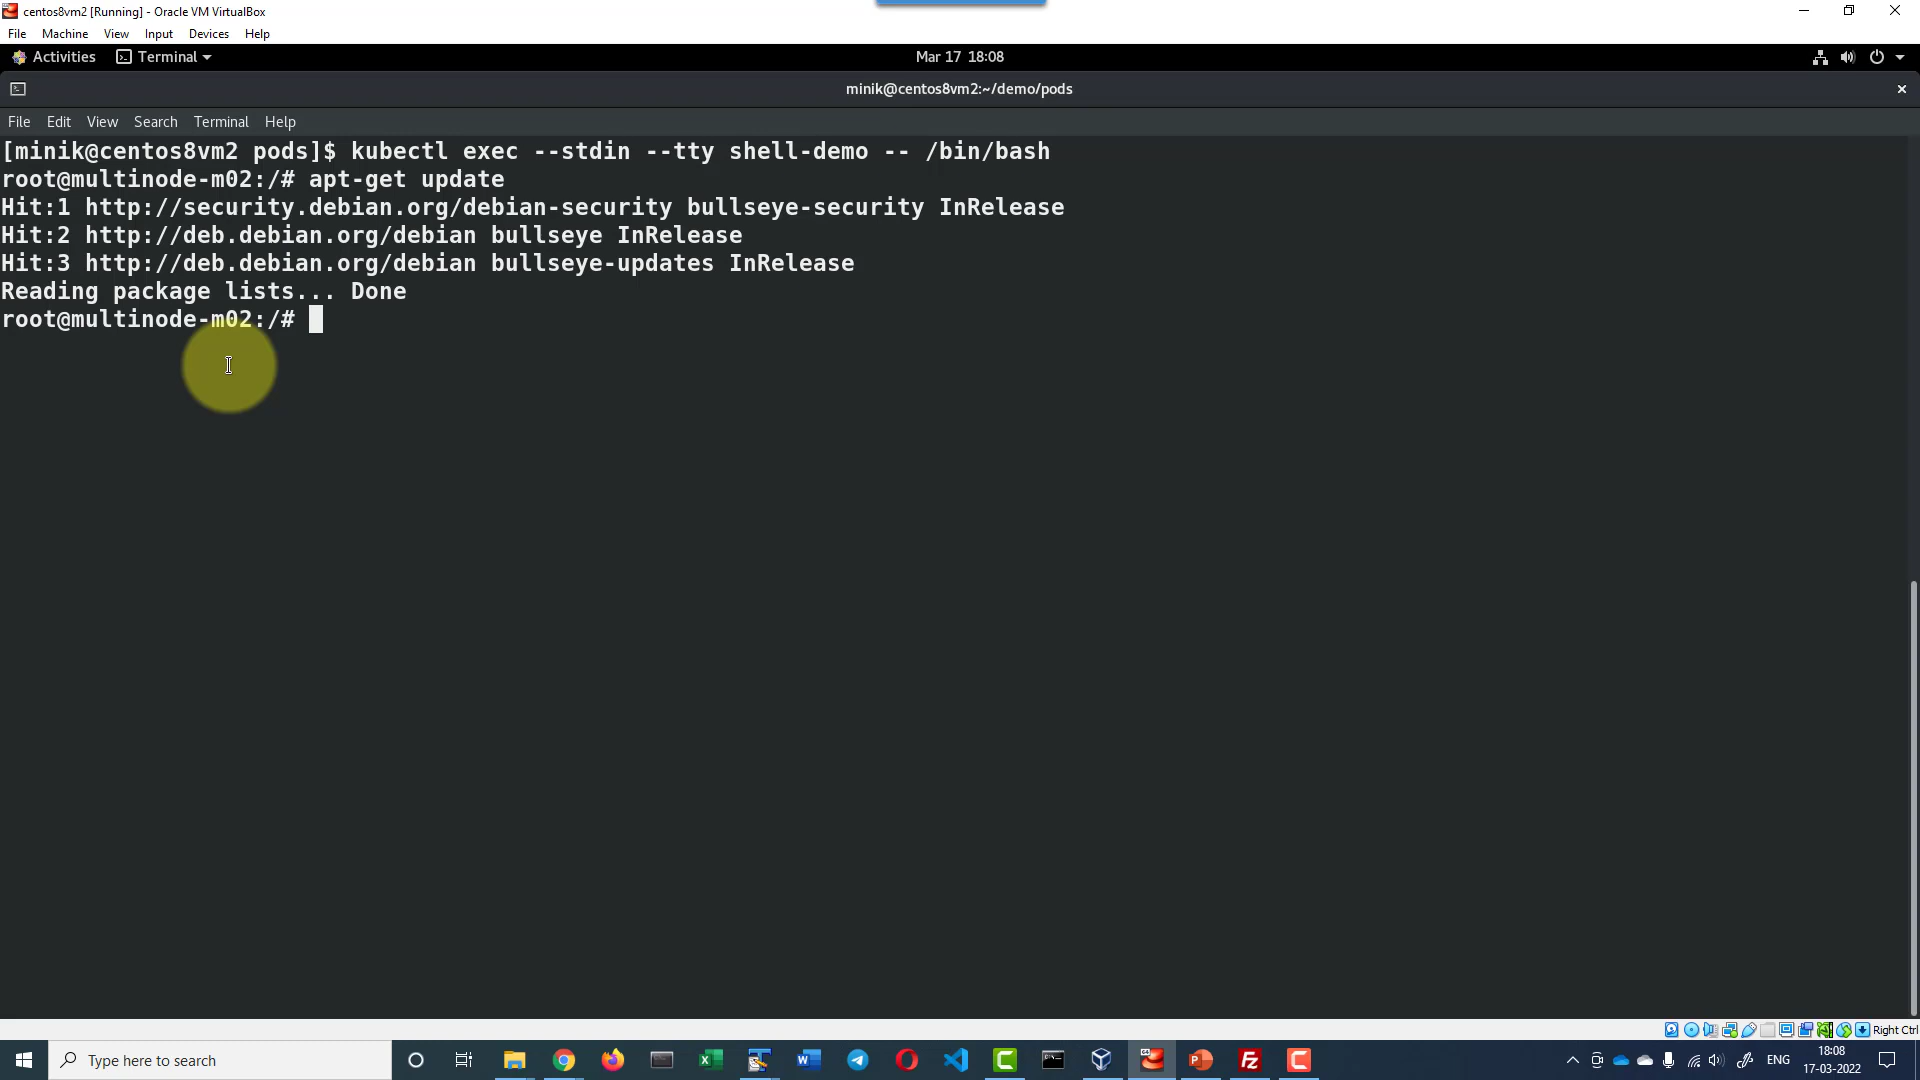 centos8vm2 [Running] - Oracle VM VirtualBox
File Machine View Input Devices Help
Activities Terminal Mar 17 18:08
minik@centos8vm2:~/demo/pods
File Edit View Search Terminal Help
[minik@centos8vm2 pods]$ kubectl exec --stdin --tty shell-demo -- /bin/bash
root@multinode-m02:/# apt-get update
Hit:1 http://security.debian.org/debian-security bullseye-security InRelease
Hit:2 http://deb.debian.org/debian bullseye InRelease
Hit:3 http://deb.debian.org/debian bullseye-updates InRelease
Reading package lists... Done
root@multinode-m02:/#
Right Ctrl
Type here to search
ENG
18:08
17-03-2022